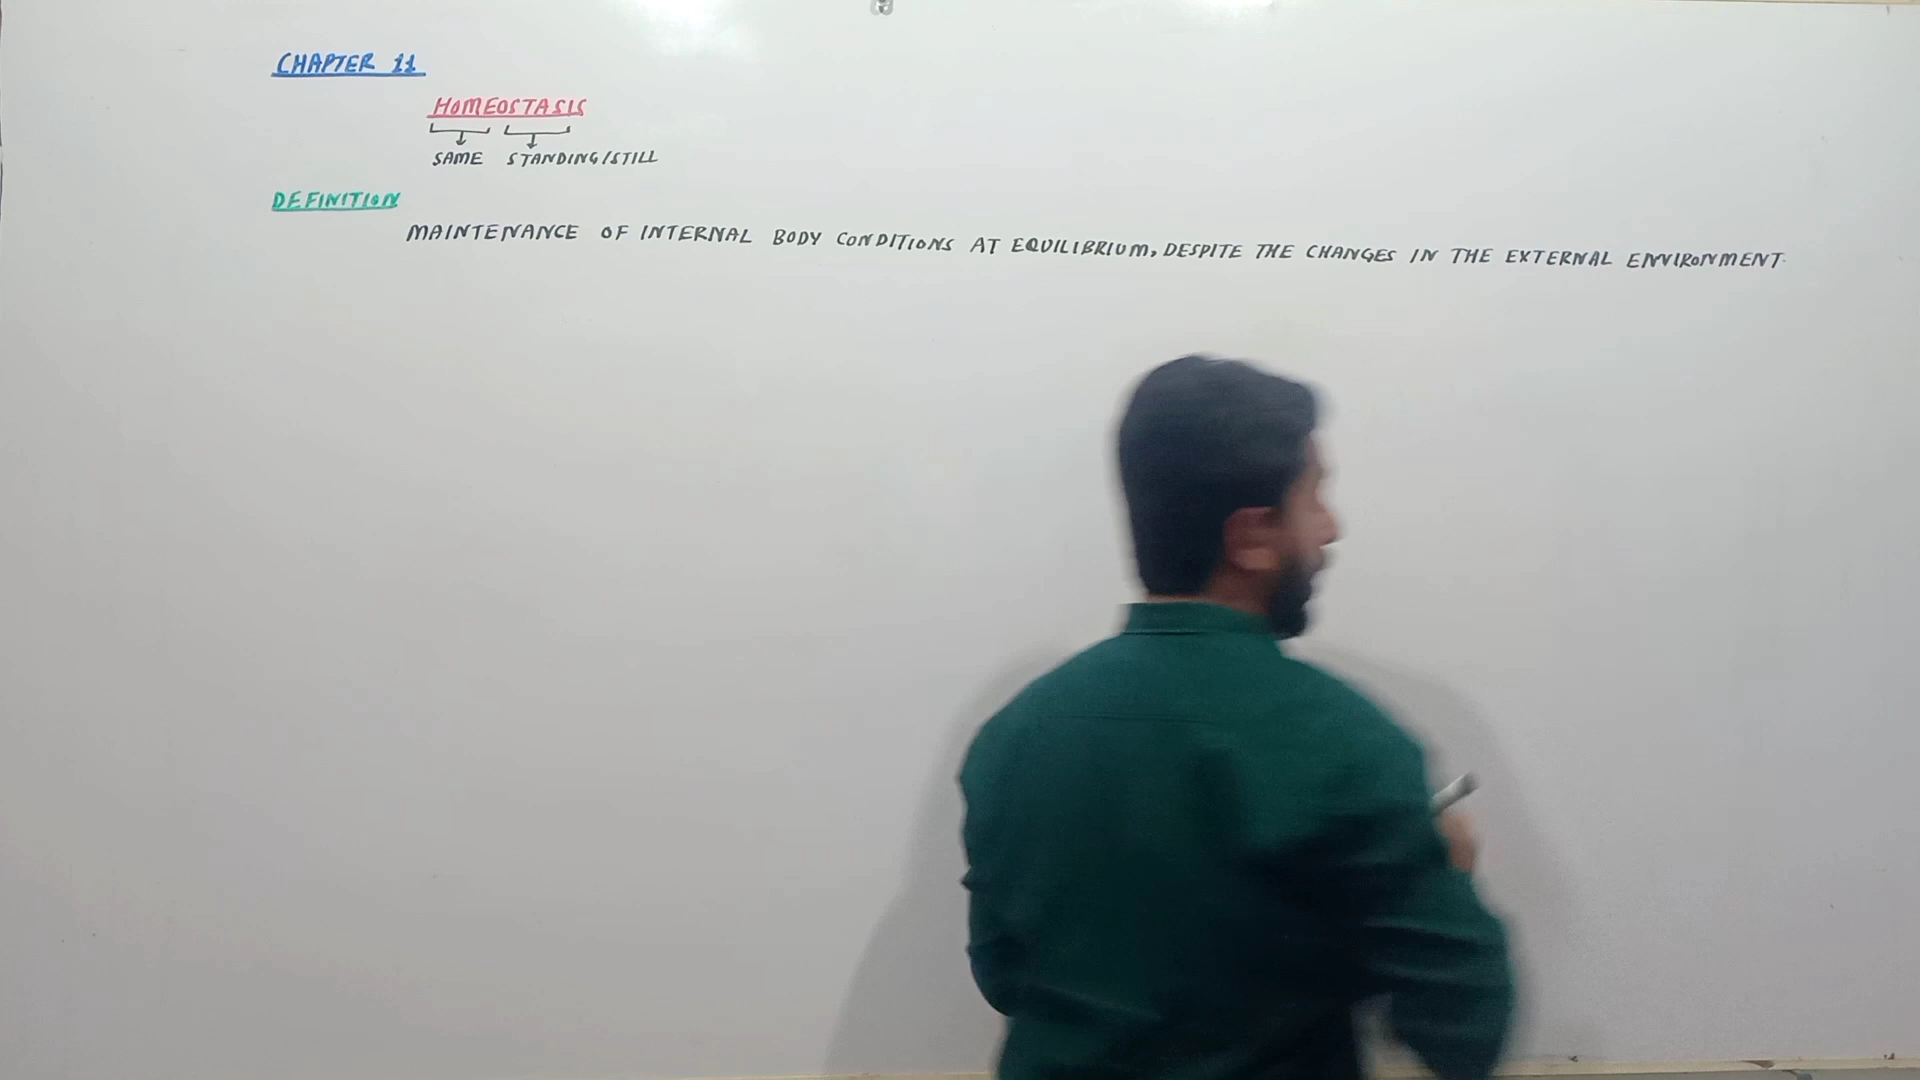 CHAPTER 11
HOMEOSTASIS
SAME STANDING/STILL
DEFINITION
MAINTENANCE OF INTERNAL BODY CONDITIONS AT EQUILIBRIUM, DESPITE THE CHANGES IN THE EXTERNAL ENVIRONMENT.